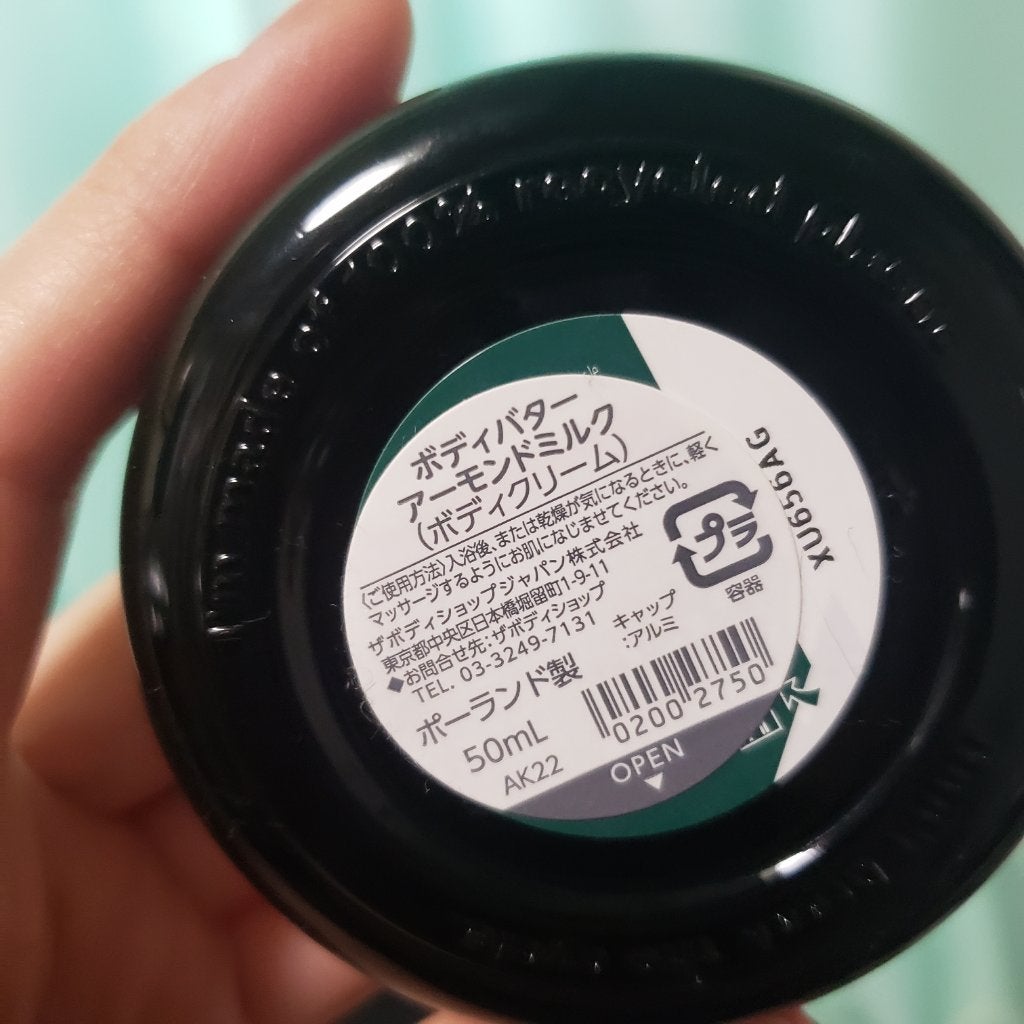 100% recycled plastic
ボディバター
アーモンドミルク
(ボディクリーム)
〈ご使用方法〉入浴後、または乾燥が気になるときに、軽く
マッサージするようにお肌になじませてください。
ザボディショップジャパン株式会社
東京都中央区日本橋堀留町1-9-11
◆お問合せ先:ザボディショップ
TEL. 03-3249-7131
ポーランド製
50mL
AK22
キャップ
:アルミ
プラ
容器
0200 2750
OPEN
XU656AG